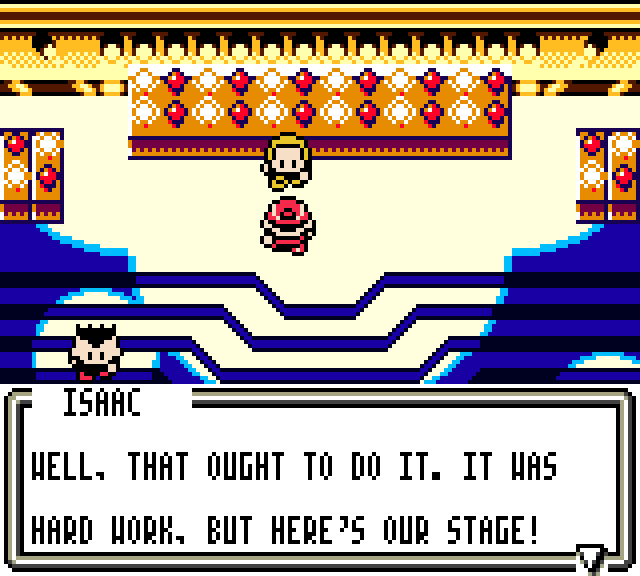 ISAAC
WELL, THAT OUGHT TO DO IT. IT WAS
HARD WORK, BUT HERE'S OUR STAGE!